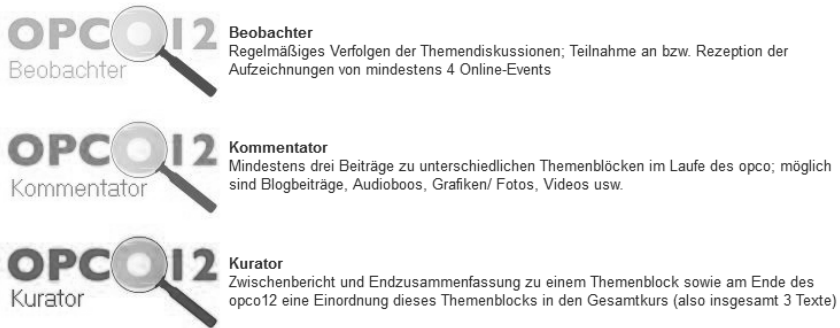 OPCO12
Beobachter
Beobachter
Regelmäßiges Verfolgen der Themendiskussionen; Teilnahme an bzw. Rezeption der
Aufzeichnungen von mindestens 4 Online-Events
OPCO12
Kommentator
Kommentator
Mindestens drei Beiträge zu unterschiedlichen Themenblöcken im Laufe des opco; möglich
sind Blogbeiträge, Audioboos, Grafiken/ Fotos, Videos usw.
OPCO12
Kurator
Kurator
Zwischenbericht und Endzusammenfassung zu einem Themenblock sowie am Ende des
opco12 eine Einordnung dieses Themenblocks in den Gesamtkurs (also insgesamt 3 Texte)